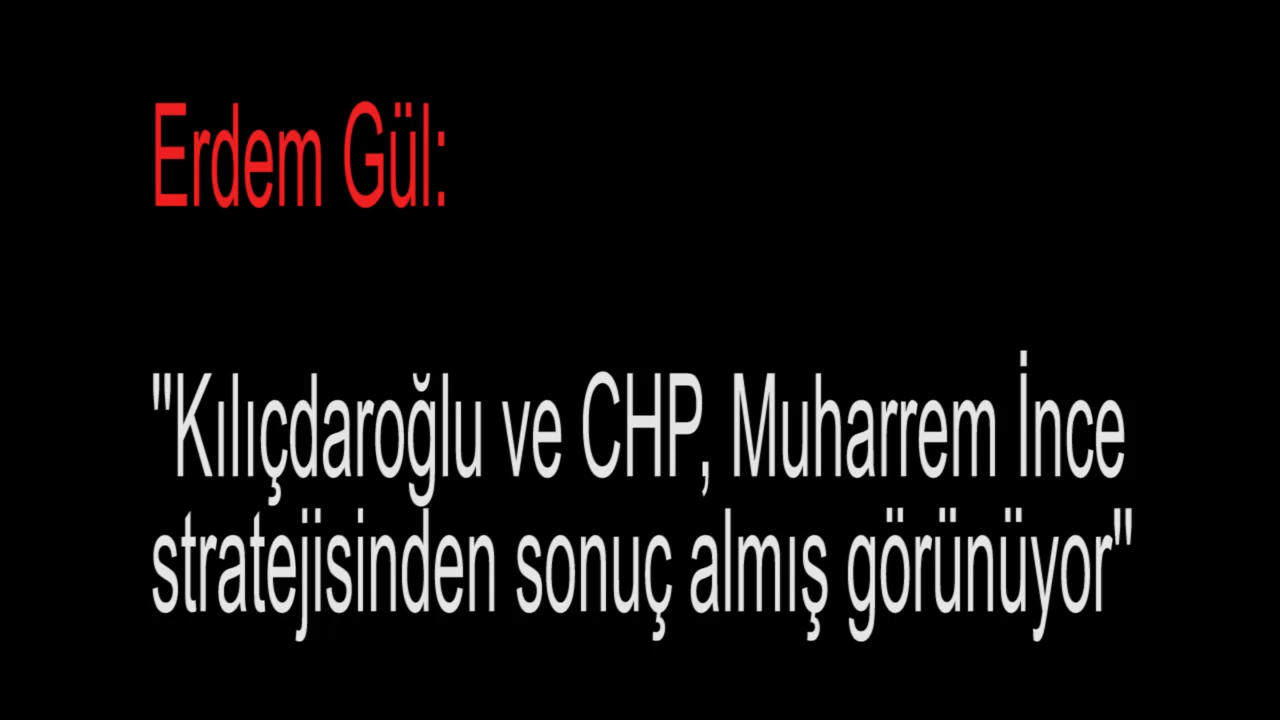 Erdem Gül:
"Kılıçdaroğlu ve CHP, Muharrem İnce
stratejisinden sonuç almış görünüyor"